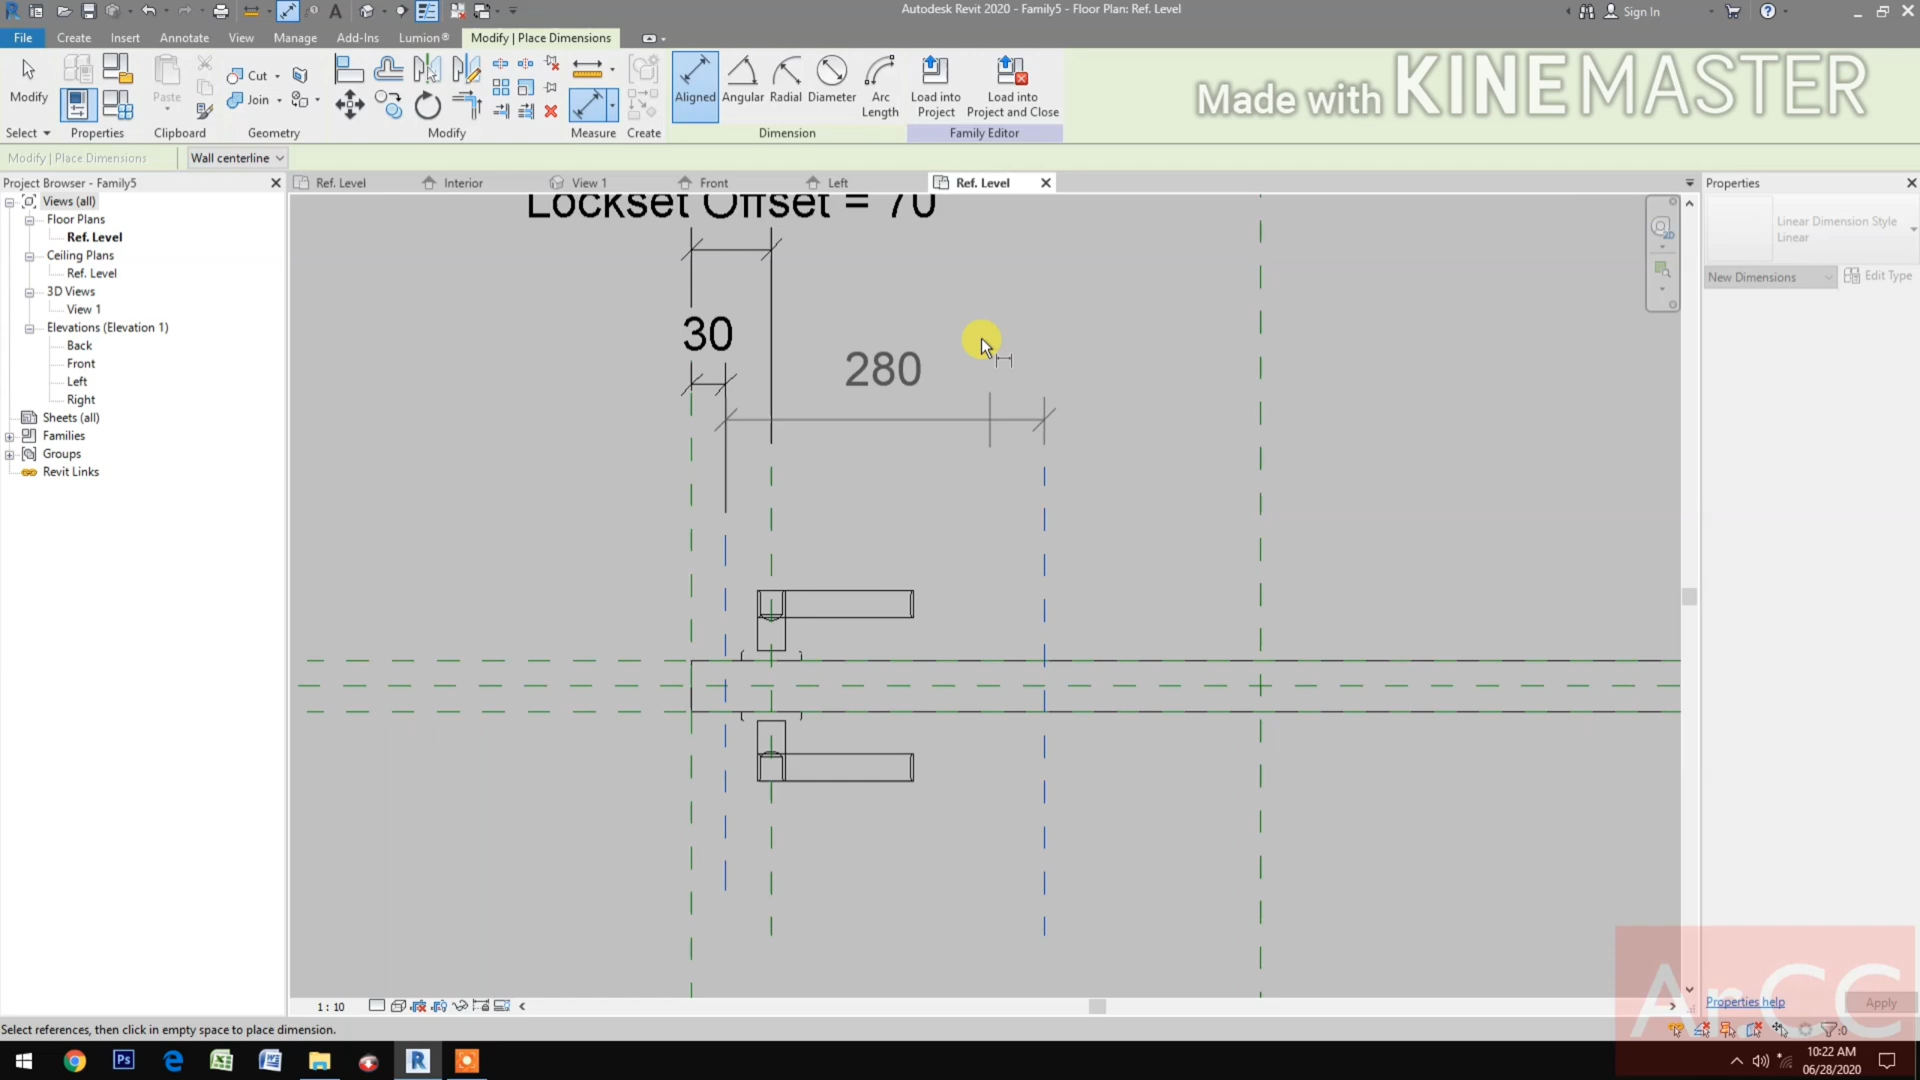 Autodesk Revit 2020 - Family5 - Floor Plan: Ref. Level
Sign In
File Create Insert Annotate View Manage Add-Ins Lumion® Modify | Place Dimensions
Modify
Paste
Cut
Join
Aligned Angular Radial Diameter Arc Length
Load into Project
Load into Project and Close
Select Properties Clipboard Geometry Modify Measure Create Dimension Family Editor
Made with KINEMASTER
Modify | Place Dimensions
Wall centerline
Project Browser - Family5
Ref. Level Interior View 1 Front Left Ref. Level
Properties
Views (all)
Floor Plans
Ref. Level
Ceiling Plans
Ref. Level
3D Views
View 1
Elevations (Elevation 1)
Back
Front
Left
Right
Sheets (all)
Families
Groups
Revit Links
Linear Dimension Style
Linear
New Dimensions
Edit Type
2D
Lockset Offset = 70
30
280
1 : 10
Properties help
Apply
ArCC
Select references, then click in empty space to place dimension.
:0
10:22 AM
06/28/2020